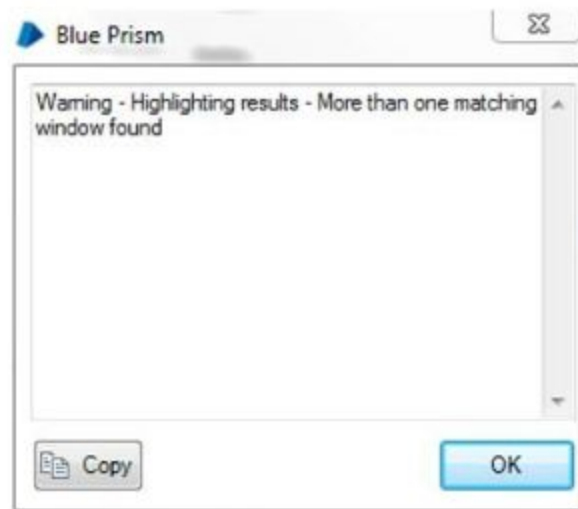 Blue Prism
Warning - Highlighting results - More than one matching
window found
Copy
OK